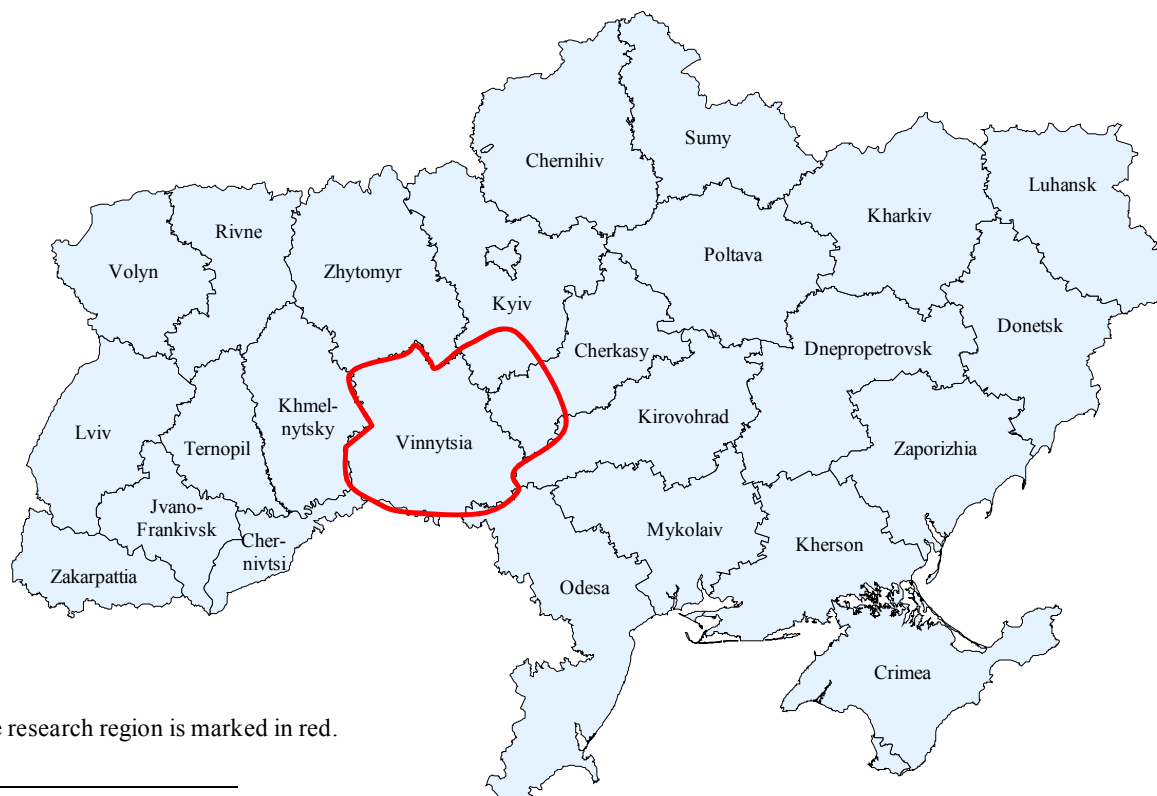 Sumy
Chernihiv
Luhansk
Kharkiv
Rivne
Poltava
Volyn
Zhytomyr
Kyiv
Donetsk
Cherkasy
Dnepropetrovsk
Khmel-
nytsky
Kirovohrad
Lviv
Ternopil
Vinnytsia
Zaporizhia
Jvano-
Frankivsk
Mykolaiv
Cher-
nivtsi
Kherson
Zakarpattia
Odesa
Crimea
e research region is marked in red.